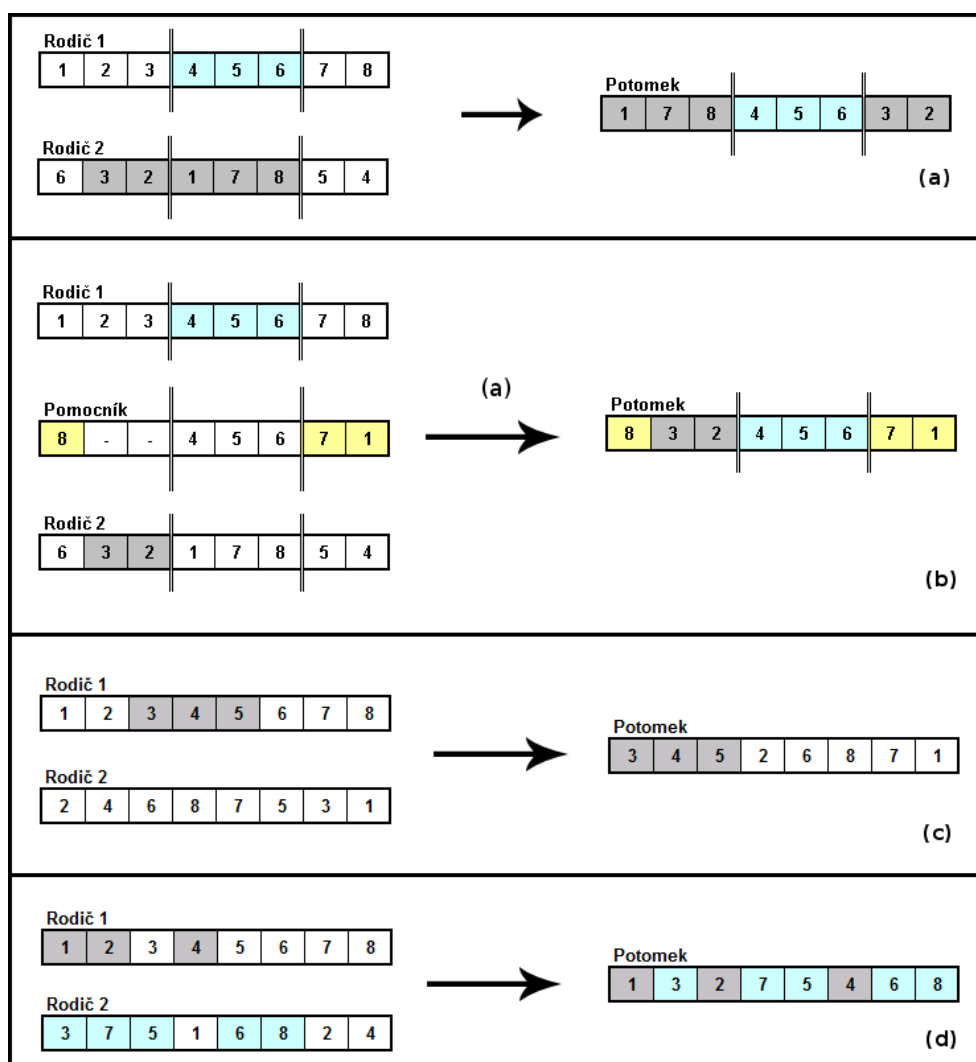 Rodič 1
1 2 3 4 5 6 7 8
Potomek
1 7 8 4 5 6 3 2
Rodič 2
6 3 2 1 7 8 5 4
(a)
Rodič 1
1 2 3 4 5 6 7 8
(a)
Pomocník
8 - - 4 5 6 7 1
Potomek
8 3 2 4 5 6 7 1
Rodič 2
6 3 2 1 7 8 5 4
(b)
Rodič 1
1 2 3 4 5 6 7 8
Potomek
3 4 5 2 6 8 7 1
Rodič 2
2 4 6 8 7 5 3 1
(c)
Rodič 1
1 2 3 4 5 6 7 8
Potomek
1 3 2 7 5 4 6 8
Rodič 2
3 7 5 1 6 8 2 4
(d)